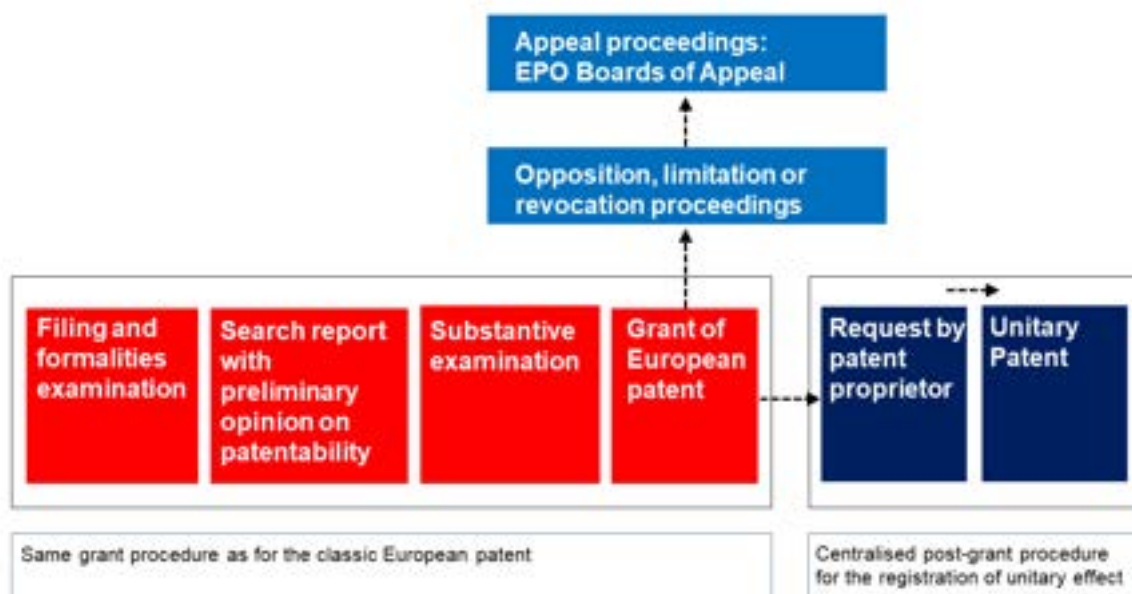 Appeal proceedings:
EPO Boards of Appeal
Opposition, limitation or
revocation proceedings
Filing and
formalities
examination
Search report
with
preliminary
opinion on
patentability
Substantive
examination
Grant of
European
patent
Request by
patent
proprietor
Unitary
Patent
Same grant procedure as for the classic European patent
Centralised post-grant procedure
for the registration of unitary effect